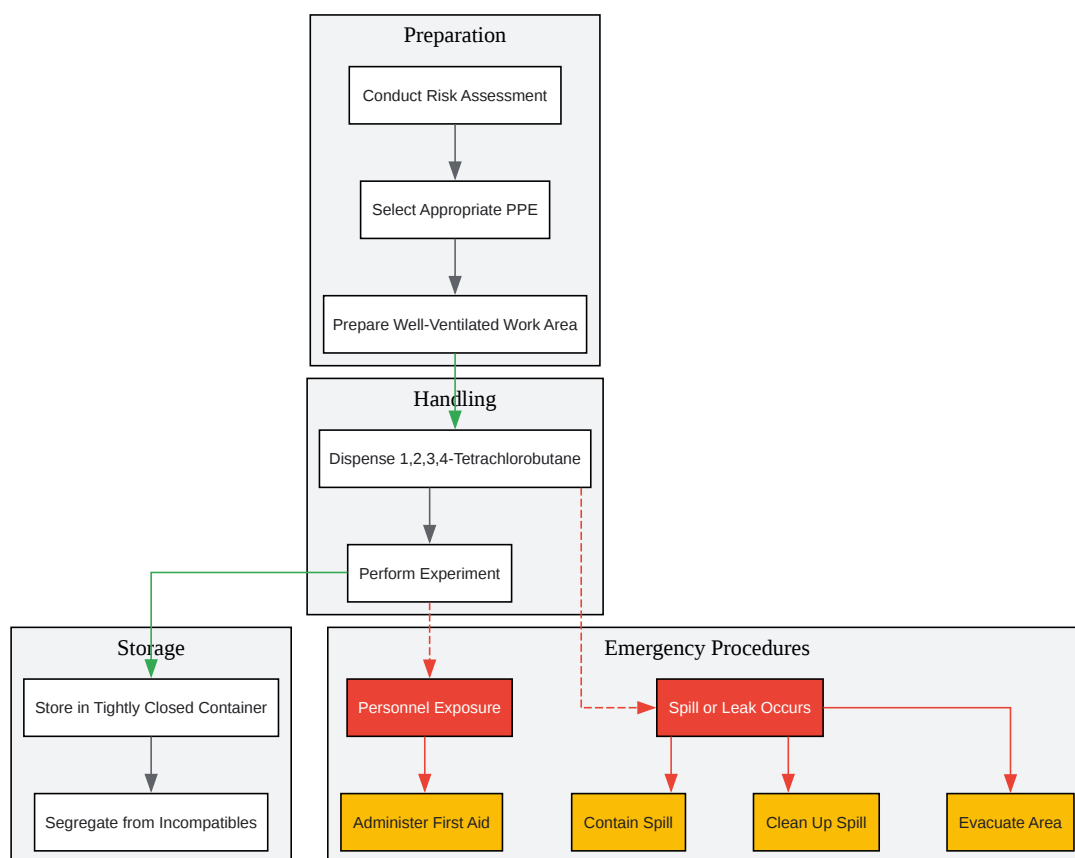 Preparation
Conduct Risk Assessment
Select Appropriate PPE
Prepare Well-Ventilated Work Area
Handling
Dispense 1,2,3,4-Tetrachlorobutane
Perform Experiment
Storage
Store in Tightly Closed Container
Segregate from Incompatibles
Emergency Procedures
Personnel Exposure
Spill or Leak Occurs
Administer First Aid
Contain Spill
Clean Up Spill
Evacuate Area